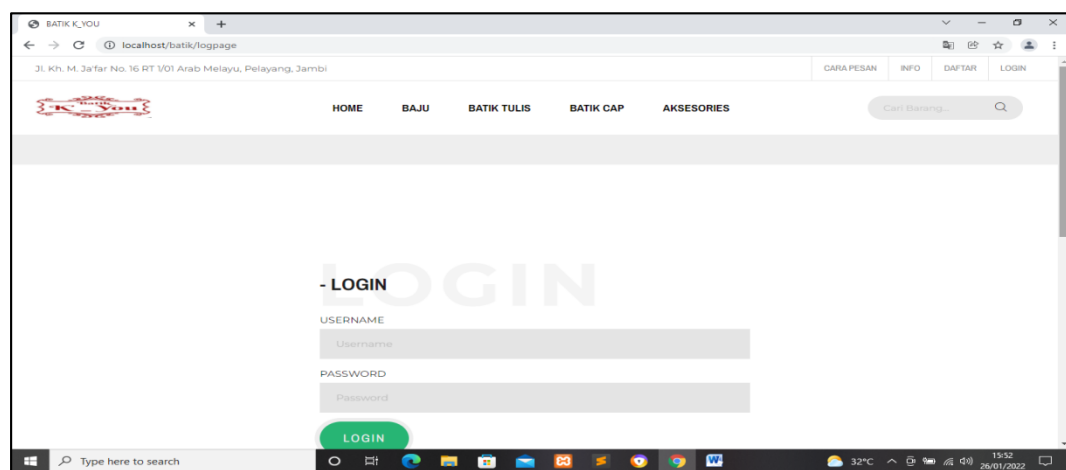 BATIK K_YOU
localhost/batik/logpage
Jl. Kh. M. Ja'far No. 16 RT 1/01 Arab Melayu, Pelayang, Jambi
CARA PESAN INFO DAFTAR LOGIN
Batik
K_You
HOME BAJU BATIK TULIS BATIK CAP AKSESORIES
Cari Barang...
LOGIN
- LOGIN
USERNAME
Username
PASSWORD
Password
LOGIN
Type here to search
32°C
15:52
26/01/2022